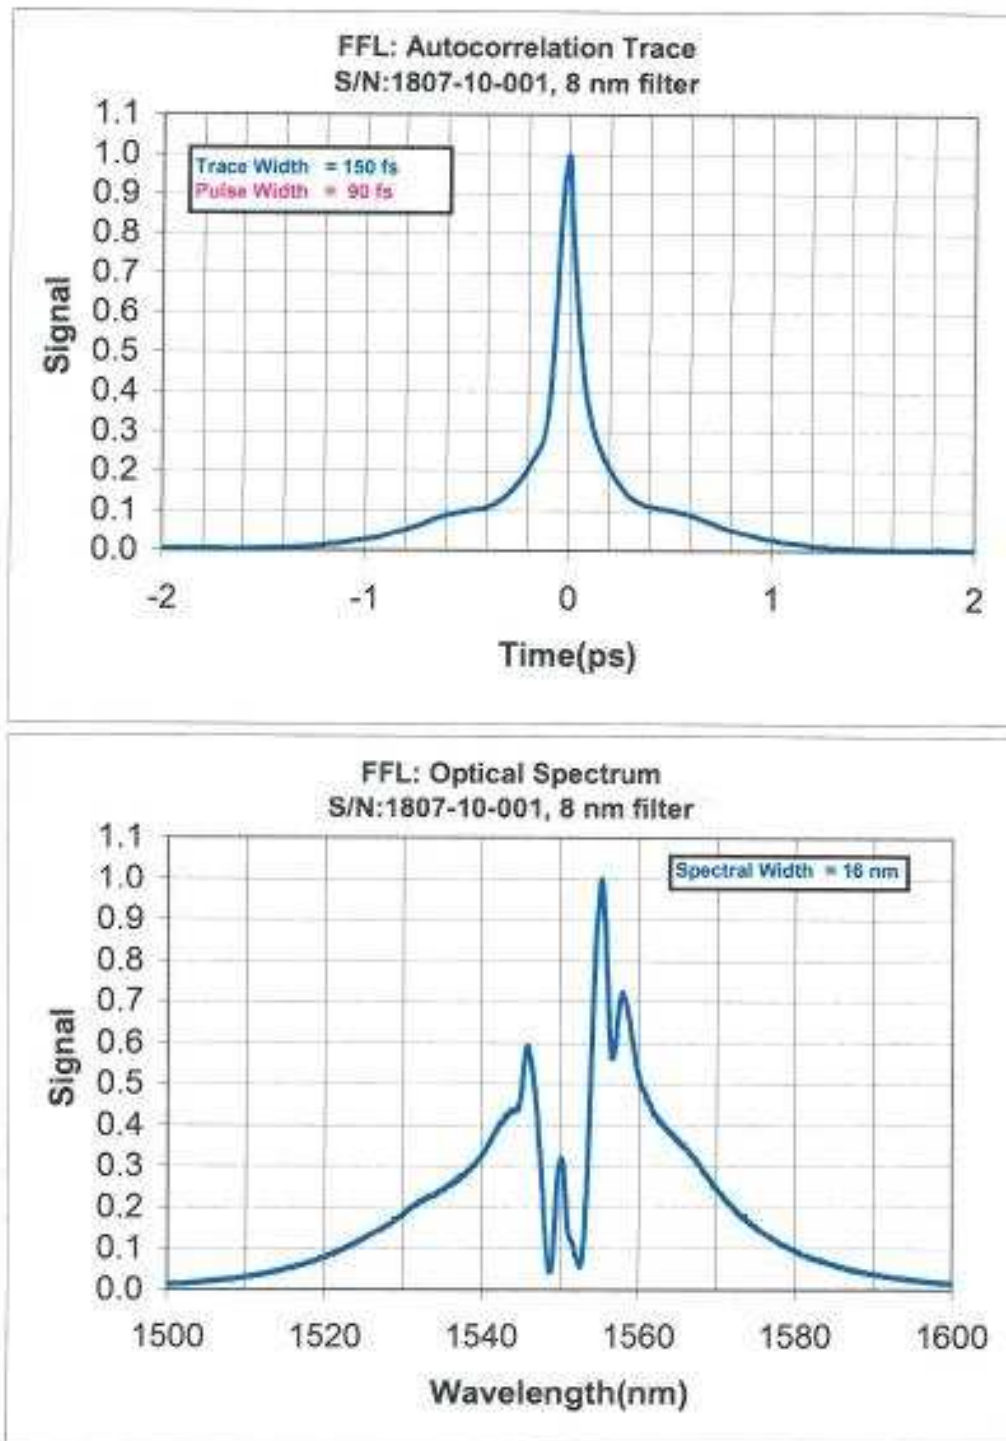 FFL: Autocorrelation Trace
S/N:1807-10-001, 8 nm filter
1.1
1.0
0.9
0.8
0.7
0.6
0.5
0.4
0.3
0.2
0.1
0.0
Signal
Trace Width = 150 fs
Pulse Width = 90 fs
-2 -1 0 1 2
Time(ps)
FFL: Optical Spectrum
S/N:1807-10-001, 8 nm filter
1.1
1.0
0.9
0.8
0.7
0.6
0.5
0.4
0.3
0.2
0.1
0.0
Signal
Spectral Width = 16 nm
1500 1520 1540 1560 1580 1600
Wavelength(nm)